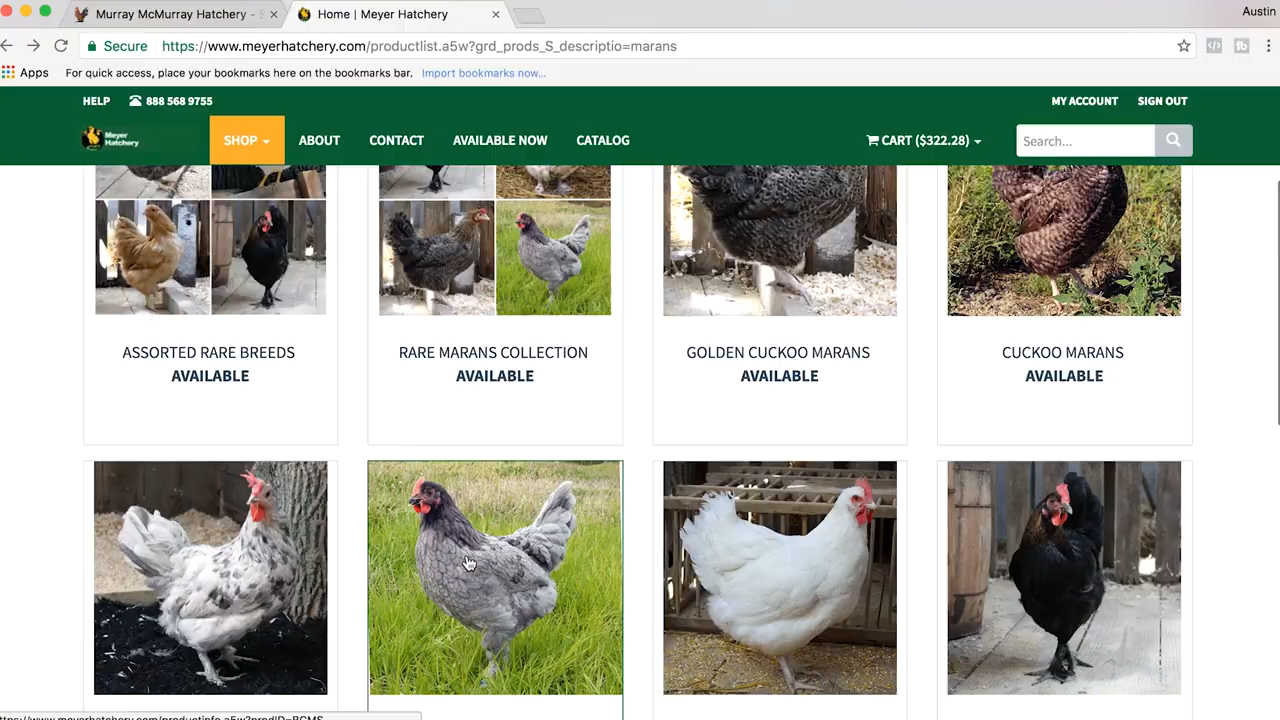 Murray McMurray Hatchery - S
Home | Meyer Hatchery
Austin
Secure https://www.meyerhatchery.com/productlist.a5w?grd_prods_S_descriptio=marans
Apps For quick access, place your bookmarks here on the bookmarks bar. Import bookmarks now...
HELP 888 568 9755 MY ACCOUNT SIGN OUT
Meyer
Hatchery
SHOP ABOUT CONTACT AVAILABLE NOW CATALOG CART ($322.28) Search...
ASSORTED RARE BREEDS
AVAILABLE
RARE MARANS COLLECTION
AVAILABLE
GOLDEN CUCKOO MARANS
AVAILABLE
CUCKOO MARANS
AVAILABLE